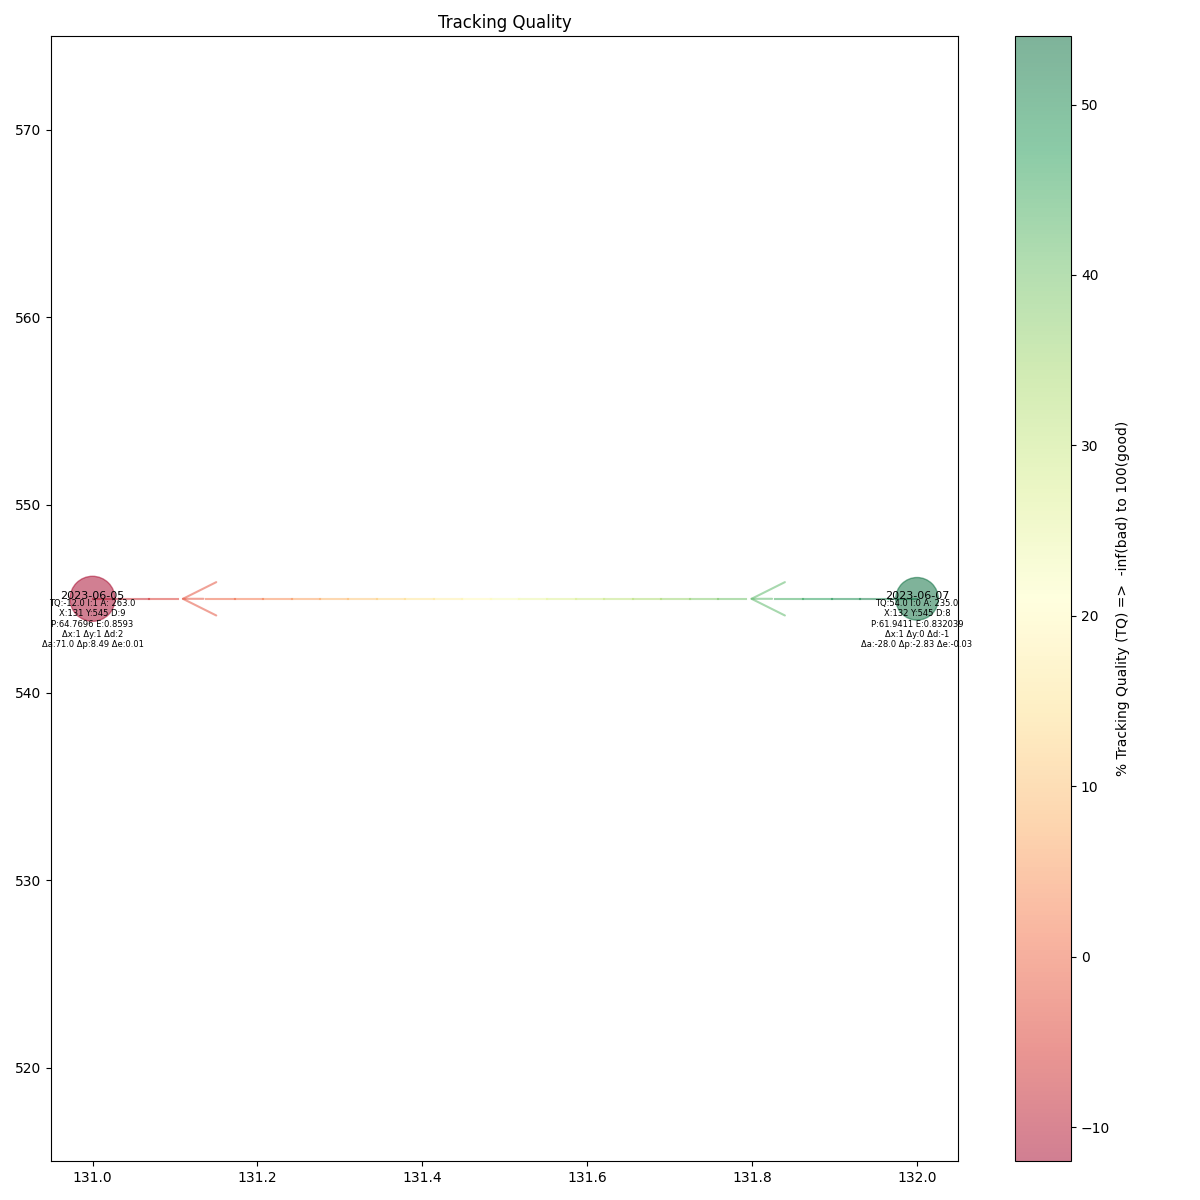 Tracking Quality
570
560
550
540
530
520
2023-06-05
TQ:-12.0 I:1 A: 263.0
X:131 Y:545 D:9
P:64.7696 E:0.8593
Δx:1 Δy:1 Δd:2
Δa:71.0 Δp:8.49 Δe:0.01
2023-06-07
TQ:54.0 I:0 A: 235.0
X:132 Y:545 D:8
P:61.9411 E:0.832039
Δx:1 Δy:0 Δd:-1
Δa:-28.0 Δp:-2.83 Δe:-0.03
131.0 131.2 131.4 131.6 131.8 132.0
50
40
30
20
10
0
−10
% Tracking Quality (TQ) => -inf(bad) to 100(good)